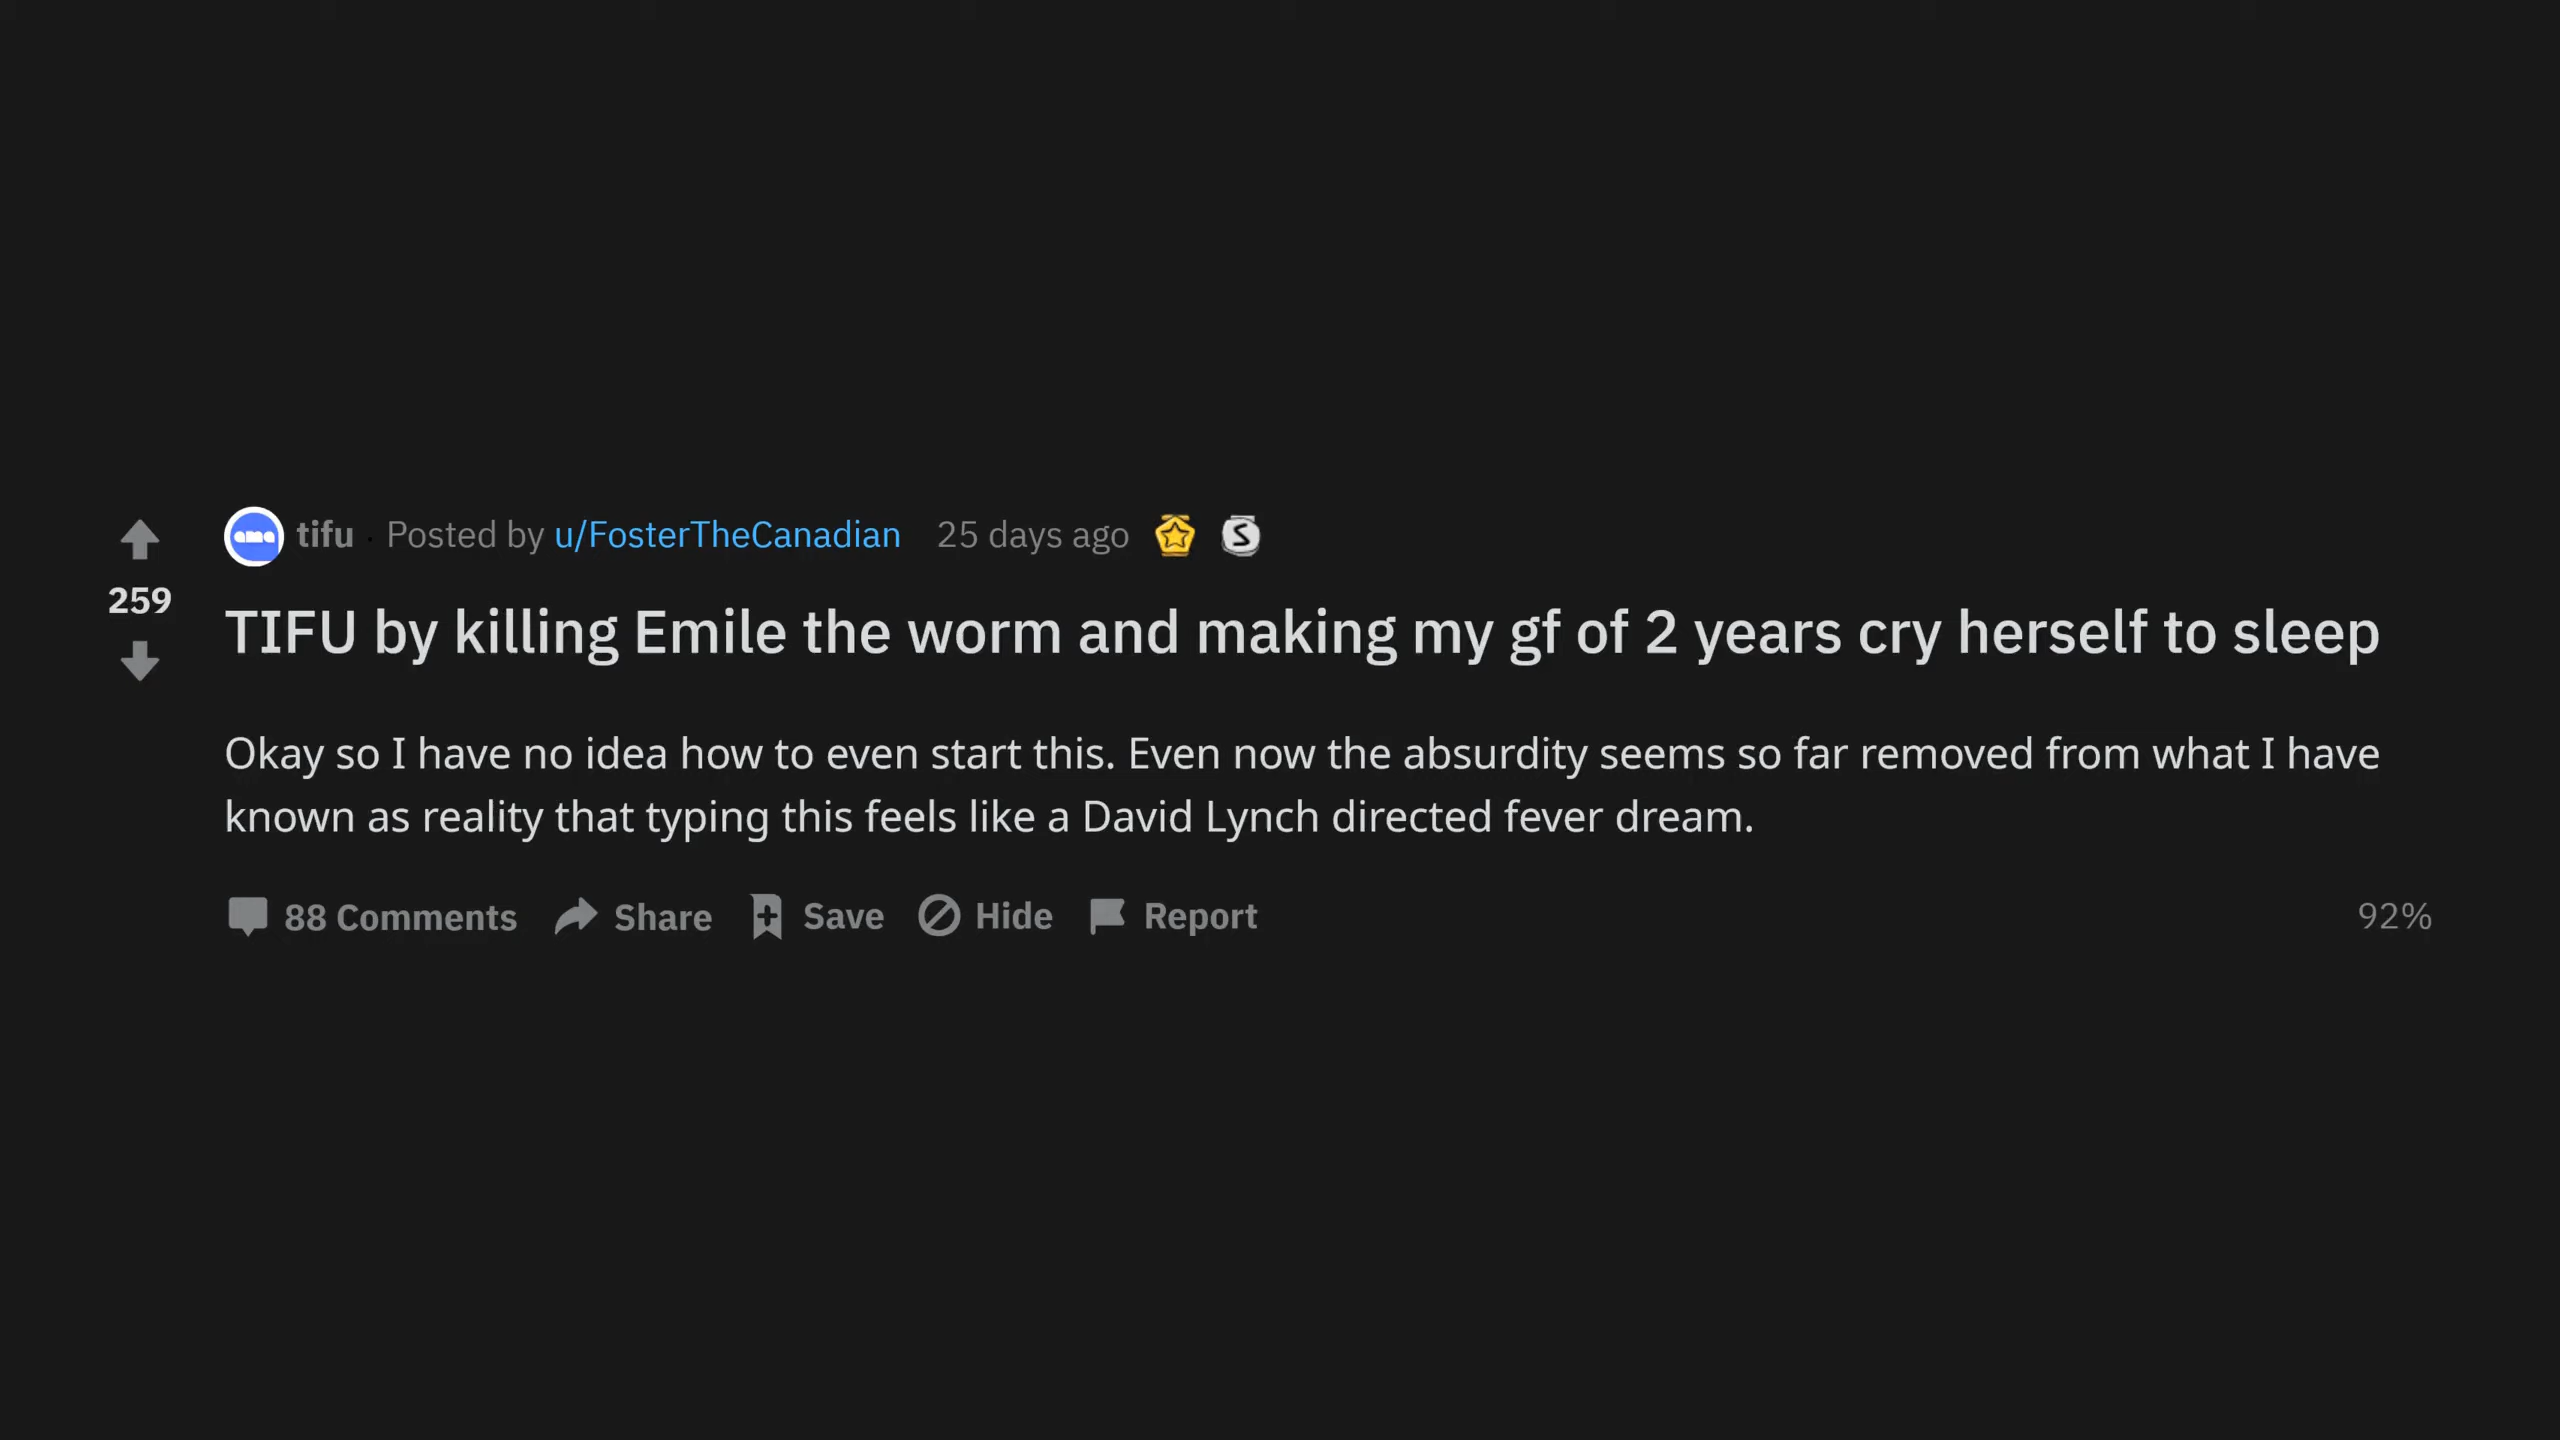 tifu · Posted by u/FosterTheCanadian 25 days ago
259
TIFU by killing Emile the worm and making my gf of 2 years cry herself to sleep
Okay so I have no idea how to even start this. Even now the absurdity seems so far removed from what I have
known as reality that typing this feels like a David Lynch directed fever dream.
88 Comments Share Save Hide Report 92%